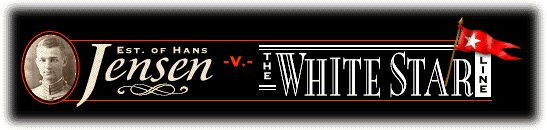 EST. OF HANS
Jensen -V.- THE WHITE STAR LINE